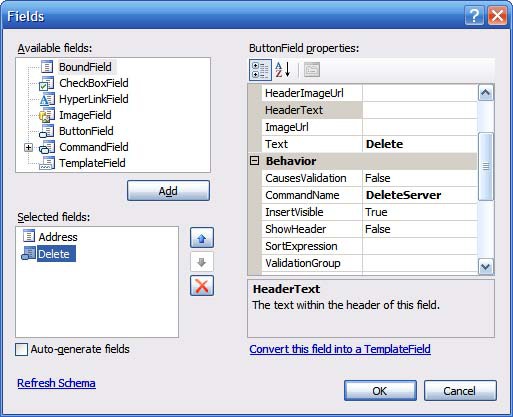 Fields
Available fields:
BoundField
CheckBoxField
HyperLinkField
ImageField
ButtonField
CommandField
TemplateField
Add
Selected fields:
Address
Delete
Auto-generate fields
Refresh Schema
ButtonField properties:
HeaderImageUrl
HeaderText
ImageUrl
Text Delete
Behavior
CausesValidation False
CommandName DeleteServer
InsertVisible True
ShowHeader False
SortExpression
ValidationGroup
HeaderText
The text within the header of this field.
Convert this field into a TemplateField
OK Cancel